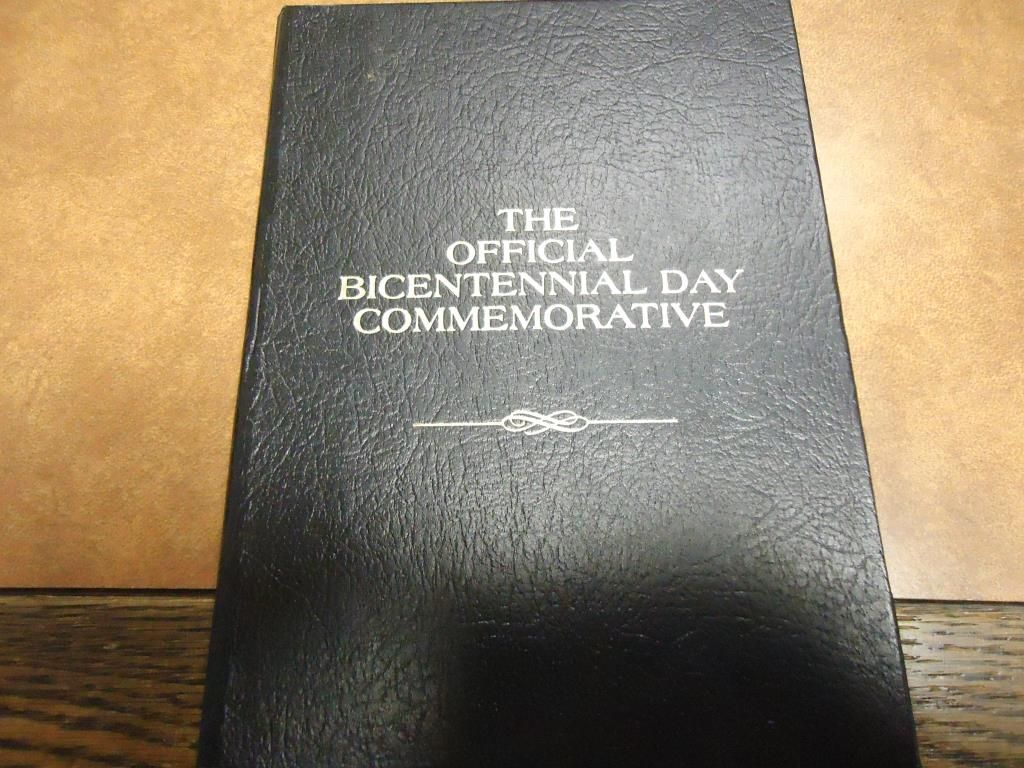 THE
OFFICIAL
BICENTENNIAL DAY
COMMEMORATIVE